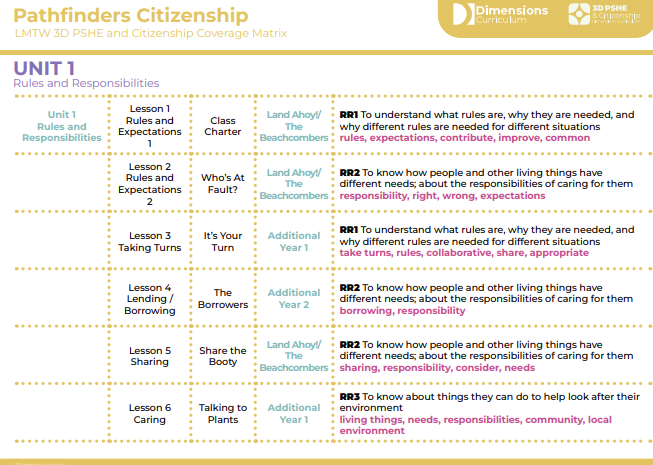 Pathfinders Citizenship
LMTW 3D PSHE and Citizenship Coverage Matrix
Dimensions
Curriculum
3D PSHE
& Citizenship
UNIT 1
Rules and Responsibilities
Unit 1
Rules and
Responsibilities
Lesson 1
Rules and
Expectations
1
Class
Charter
Land Ahoy!/
The
Beachcombers
RR1 To understand what rules are, why they are needed, and
why different rules are needed for different situations
rules, expectations, contribute, improve, common
Lesson 2
Rules and
Expectations
2
Who's At
Fault?
Land Ahoy!/
The
Beachcombers
RR2 To know how people and other living things have
different needs; about the responsibilities of caring for them
responsibility, right, wrong, expectations
Lesson 3
Taking Turns
It's Your
Turn
Additional
Year 1
RR1 To understand what rules are, why they are needed, and
why different rules are needed for different situations
take turns, rules, collaborative, share, appropriate
Lesson 4
Lending /
Borrowing
The
Borrowers
Additional
Year 2
RR2 To know how people and other living things have
different needs; about the responsibilities of caring for them
borrowing, responsibility
Lesson 5
Sharing
Share the
Booty
Land Ahoy!/
The
Beachcombers
RR2 To know how people and other living things have
different needs; about the responsibilities of caring for them
sharing, responsibility, consider, needs
Lesson 6
Caring
Talking to
Plants
Additional
Year 1
RR3 To know about things they can do to help look after their
environment
living things, needs, responsibilities, community, local
environment